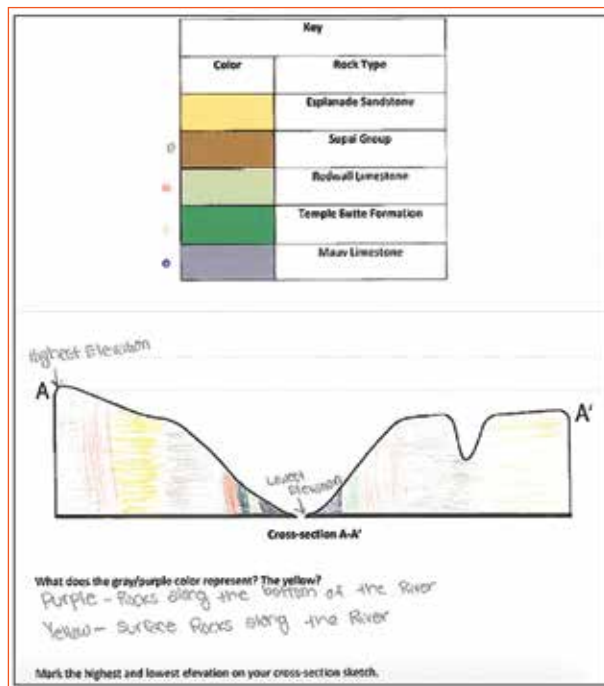 Key
Color Rock Type
Esplanade Sandstone
Supai Group
Redwall Limestone
Temple Butte Formation
Muav Limestone
Highest Elevation
A
A'
Lowest
Elevation
Cross-section A-A'
What does the gray/purple color represent? The yellow?
Purple - Rocks along the bottom of the River
Yellow - Surface Rocks along the River
Mark the highest and lowest elevation on your cross-section sketch.